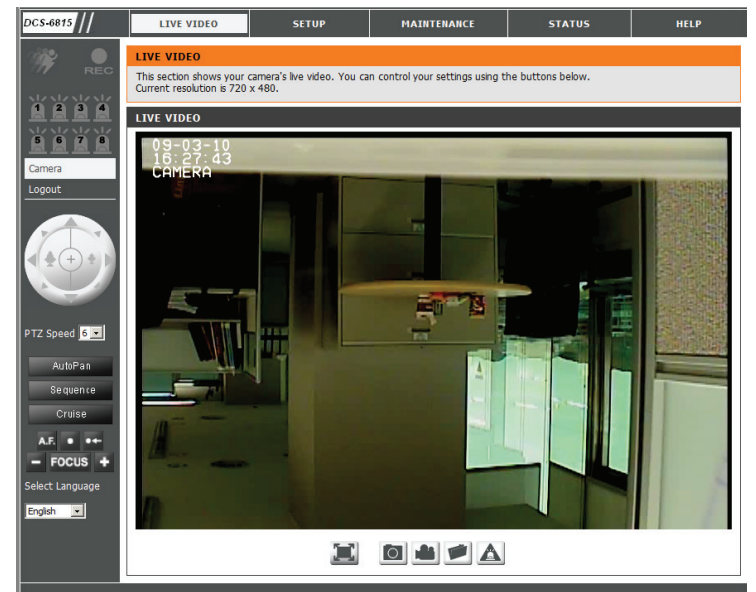 DCS-6815
LIVE VIDEO SETUP MAINTENANCE STATUS HELP
REC
1 2 3 4
5 6 7 8
Camera
Logout
PTZ Speed 6
AutoPan
Sequence
Cruise
A.F.
- FOCUS +
Select Language
English
LIVE VIDEO
This section shows your camera's live video. You can control your settings using the buttons below.
Current resolution is 720 x 480.
LIVE VIDEO
09-03-10
16:27:43
CAMERA